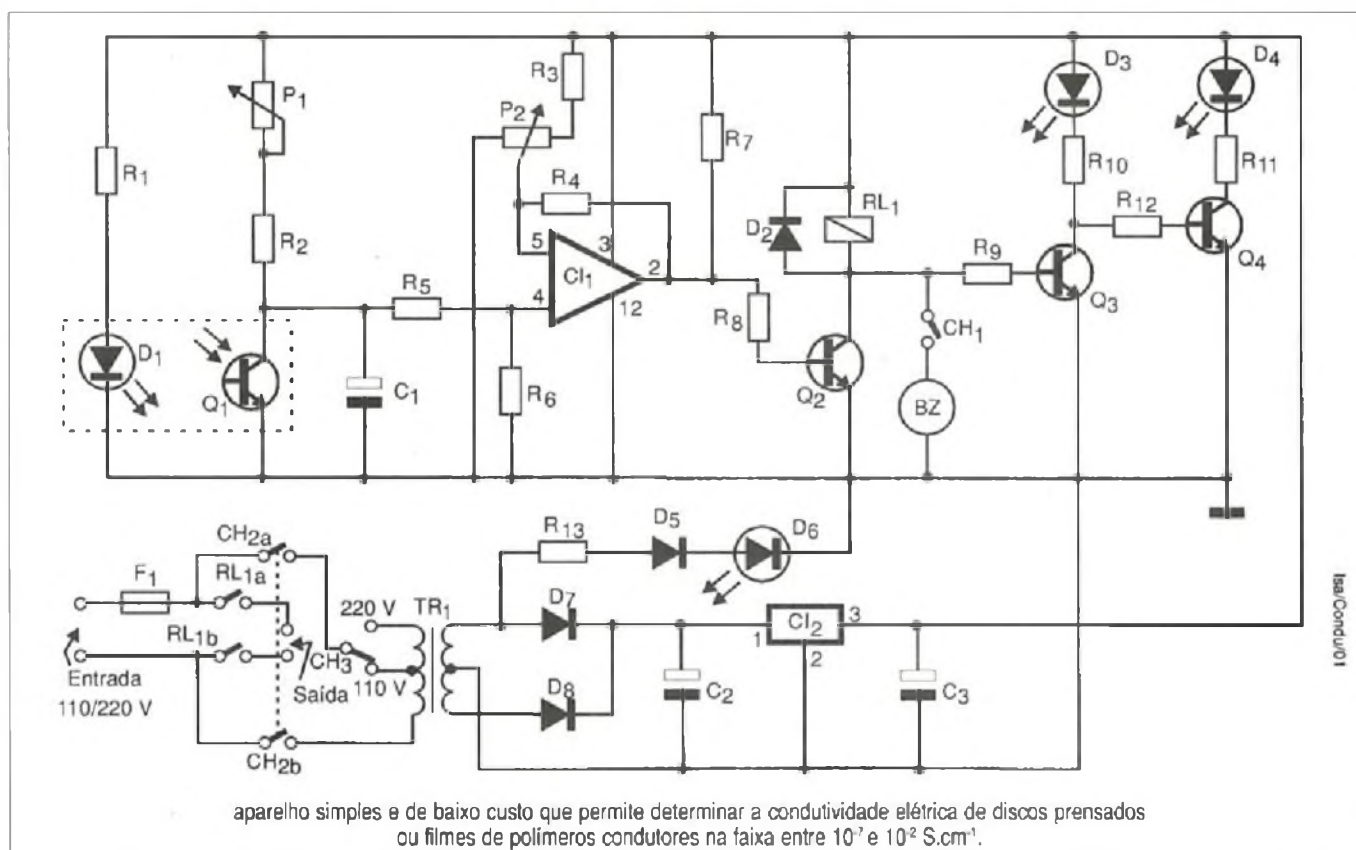 P1
R3
P2
D3
D4
R1
R7
R10
R11
R2
R4
D2
RL1
R12
5
3
CI1
2
R5
4
12
R9
Q3
Q4
R8
CH1
D1
Q1
C1
R6
Q2
BZ
CH2a
R13
D5
D6
F1
RL1a
220 V
TR1
D7
RL1b
CH3
1
CI2
3
2
Entrada
110/220 V
Saída
110 V
D8
C2
C3
CH2b
Isa/Condu/01
aparelho simples e de baixo custo que permite determinar a condutividade elétrica de discos prensados
ou filmes de polímeros condutores na faixa entre 10⁻⁷ e 10⁻² S.cm⁻¹.